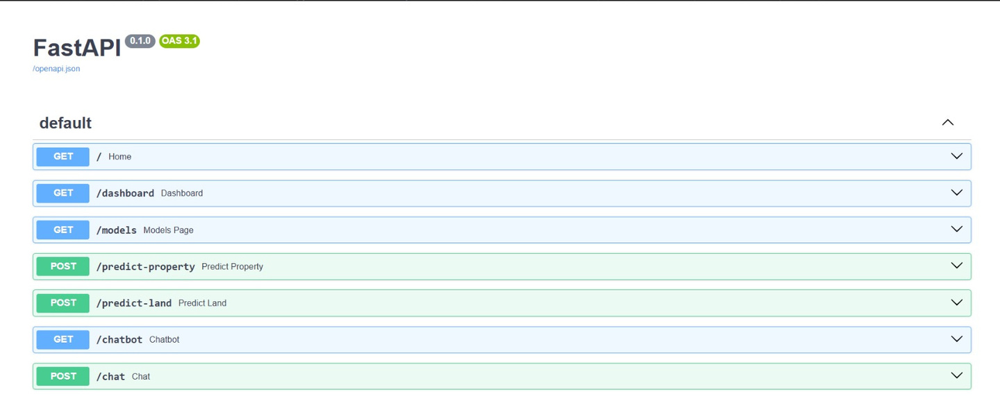 FastAPI 0.1.0 OAS 3.1
/openapi.json
default
GET / Home
GET /dashboard Dashboard
GET /models Models Page
POST /predict-property Predict Property
POST /predict-land Predict Land
GET /chatbot Chatbot
POST /chat Chat